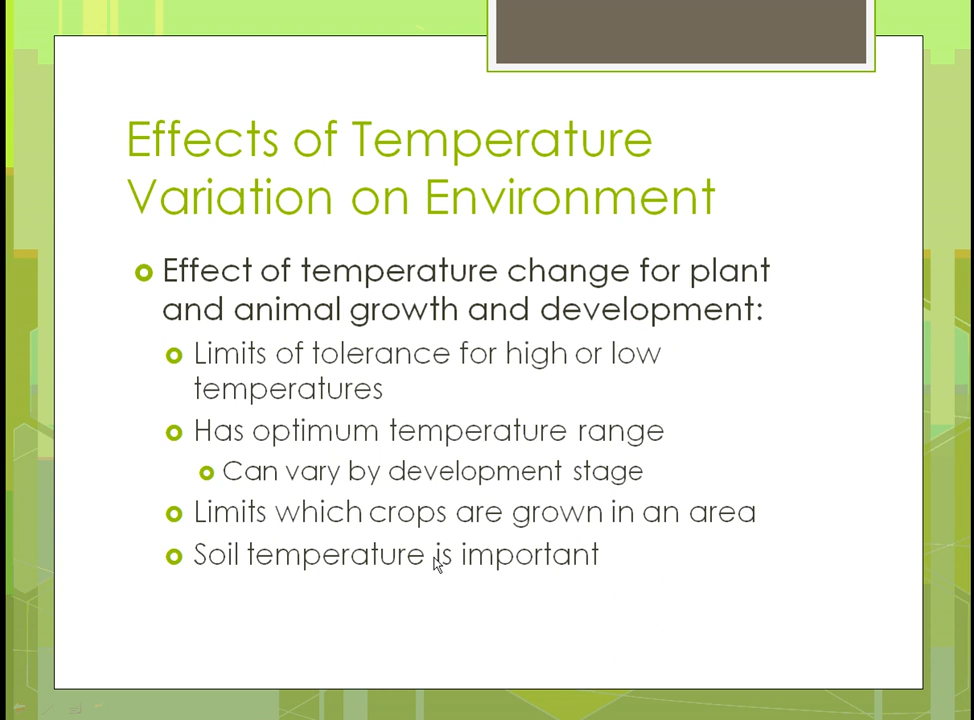 Effects of Temperature
Variation on Environment
Effect of temperature change for plant
and animal growth and development:
Limits of tolerance for high or low
temperatures
Has optimum temperature range
Can vary by development stage
Limits which crops are grown in an area
Soil temperature is important